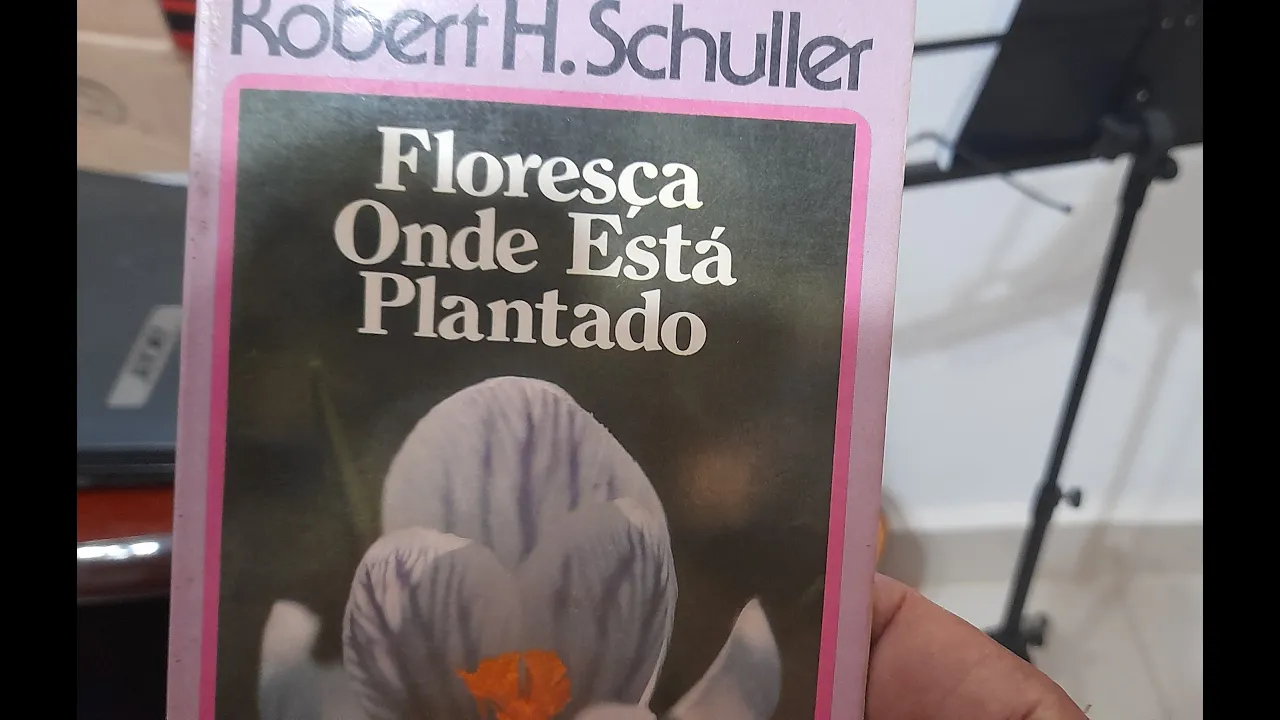 Robert H. Schuller
Floresça
Onde Está
Plantado